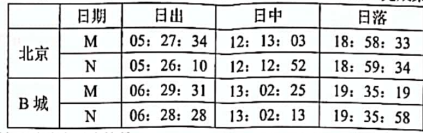 日期 日出 日中 日落
北京 M 05：27：34 12：13：03 18：58：33
N 05：26：10 12：12：52 18：59：34
B 城 M 06：29：31 13：02：25 19：35：19
N 06：28：28 13：02：13 19：35：58